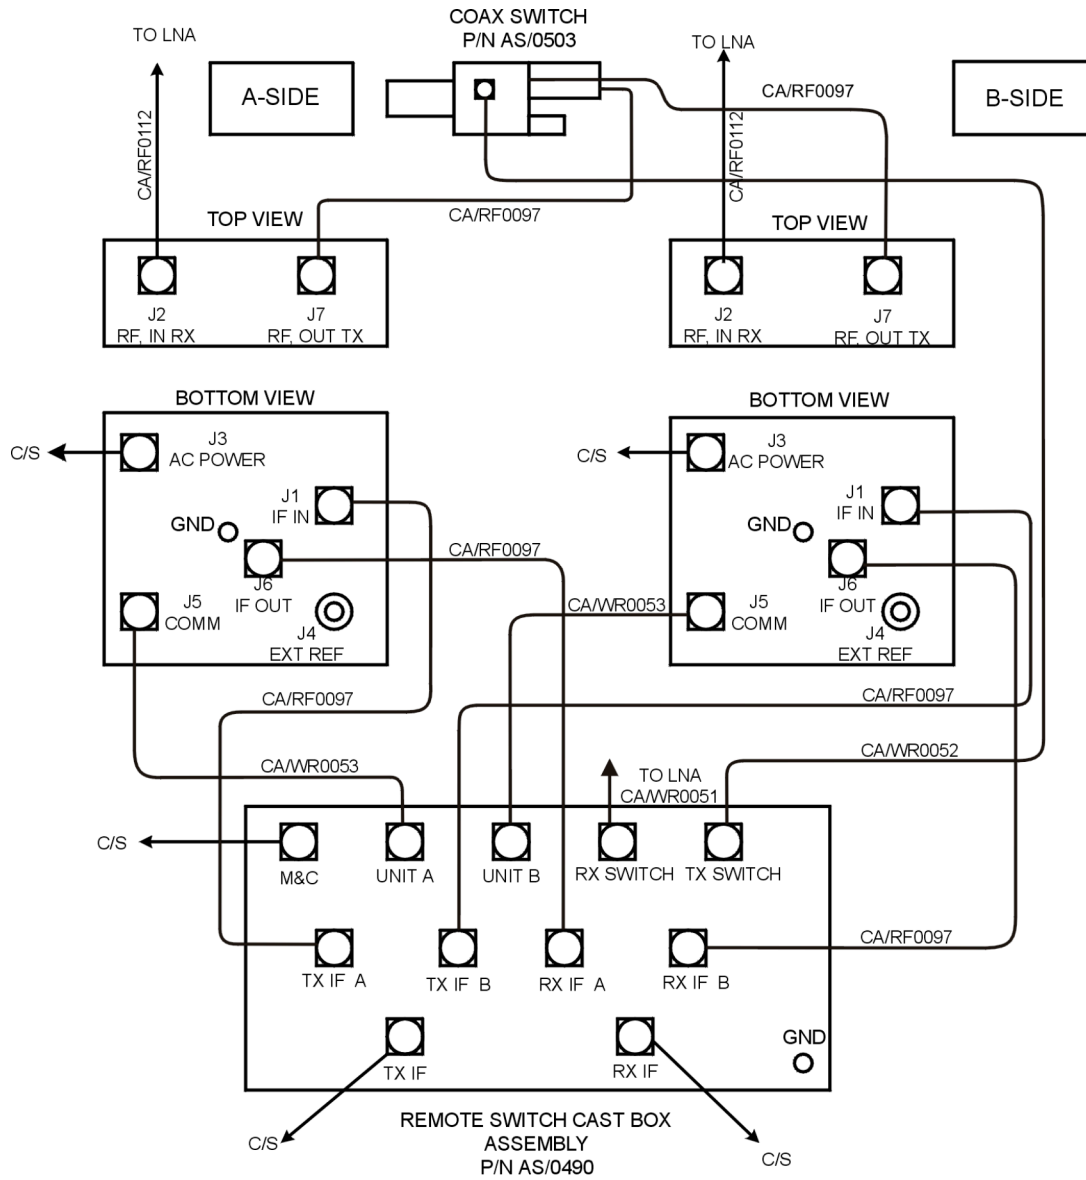 COAX SWITCH
P/N AS/0503
TO LNA
TO LNA
A-SIDE
B-SIDE
CA/RF0097
CA/RF0112
CA/RF0112
CA/RF0097
TOP VIEW
TOP VIEW
J2
RF, IN RX
J7
RF, OUT TX
J2
RF, IN RX
J7
RF, OUT TX
BOTTOM VIEW
BOTTOM VIEW
C/S
J3
AC POWER
J1
IF IN
GND
J6
IF OUT
J5
COMM
J4
EXT REF
C/S
J3
AC POWER
J1
IF IN
GND
J6
IF OUT
J5
COMM
J4
EXT REF
CA/RF0097
CA/WR0053
CA/RF0097
CA/RF0097
CA/WR0053
CA/WR0052
TO LNA
CA/WR0051
C/S
M&C
UNIT A
UNIT B
RX SWITCH
TX SWITCH
CA/RF0097
TX IF A
TX IF B
RX IF A
RX IF B
TX IF
RX IF
GND
C/S
C/S
REMOTE SWITCH CAST BOX
ASSEMBLY
P/N AS/0490